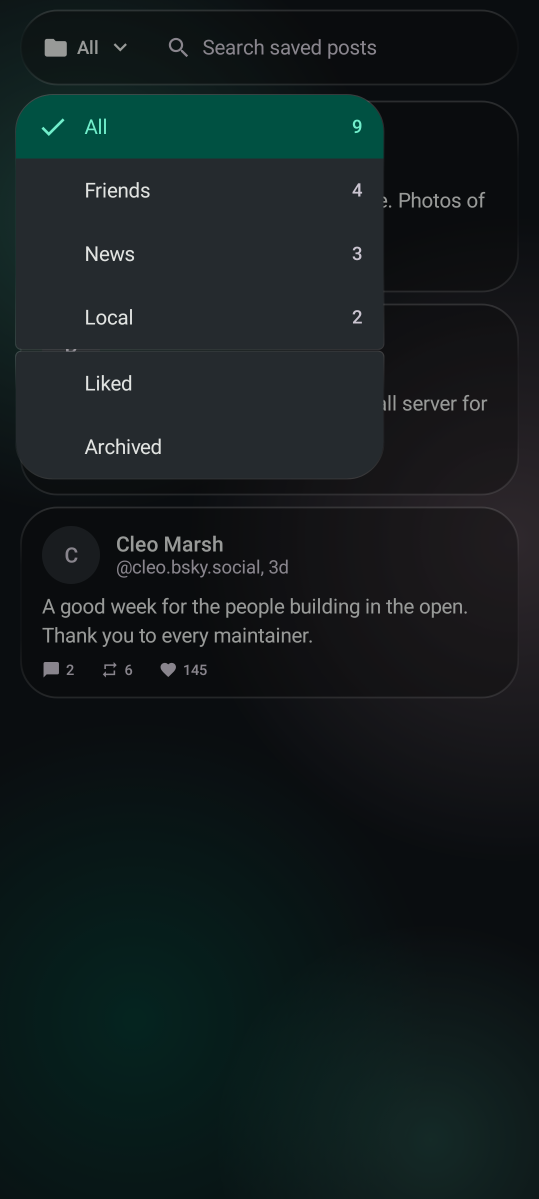 All
Search saved posts
All 9
Friends 4
e. Photos of
News 3
Local 2
Liked
all server for
Archived
C
Cleo Marsh
@cleo.bsky.social, 3d
A good week for the people building in the open.
Thank you to every maintainer.
2 6 145